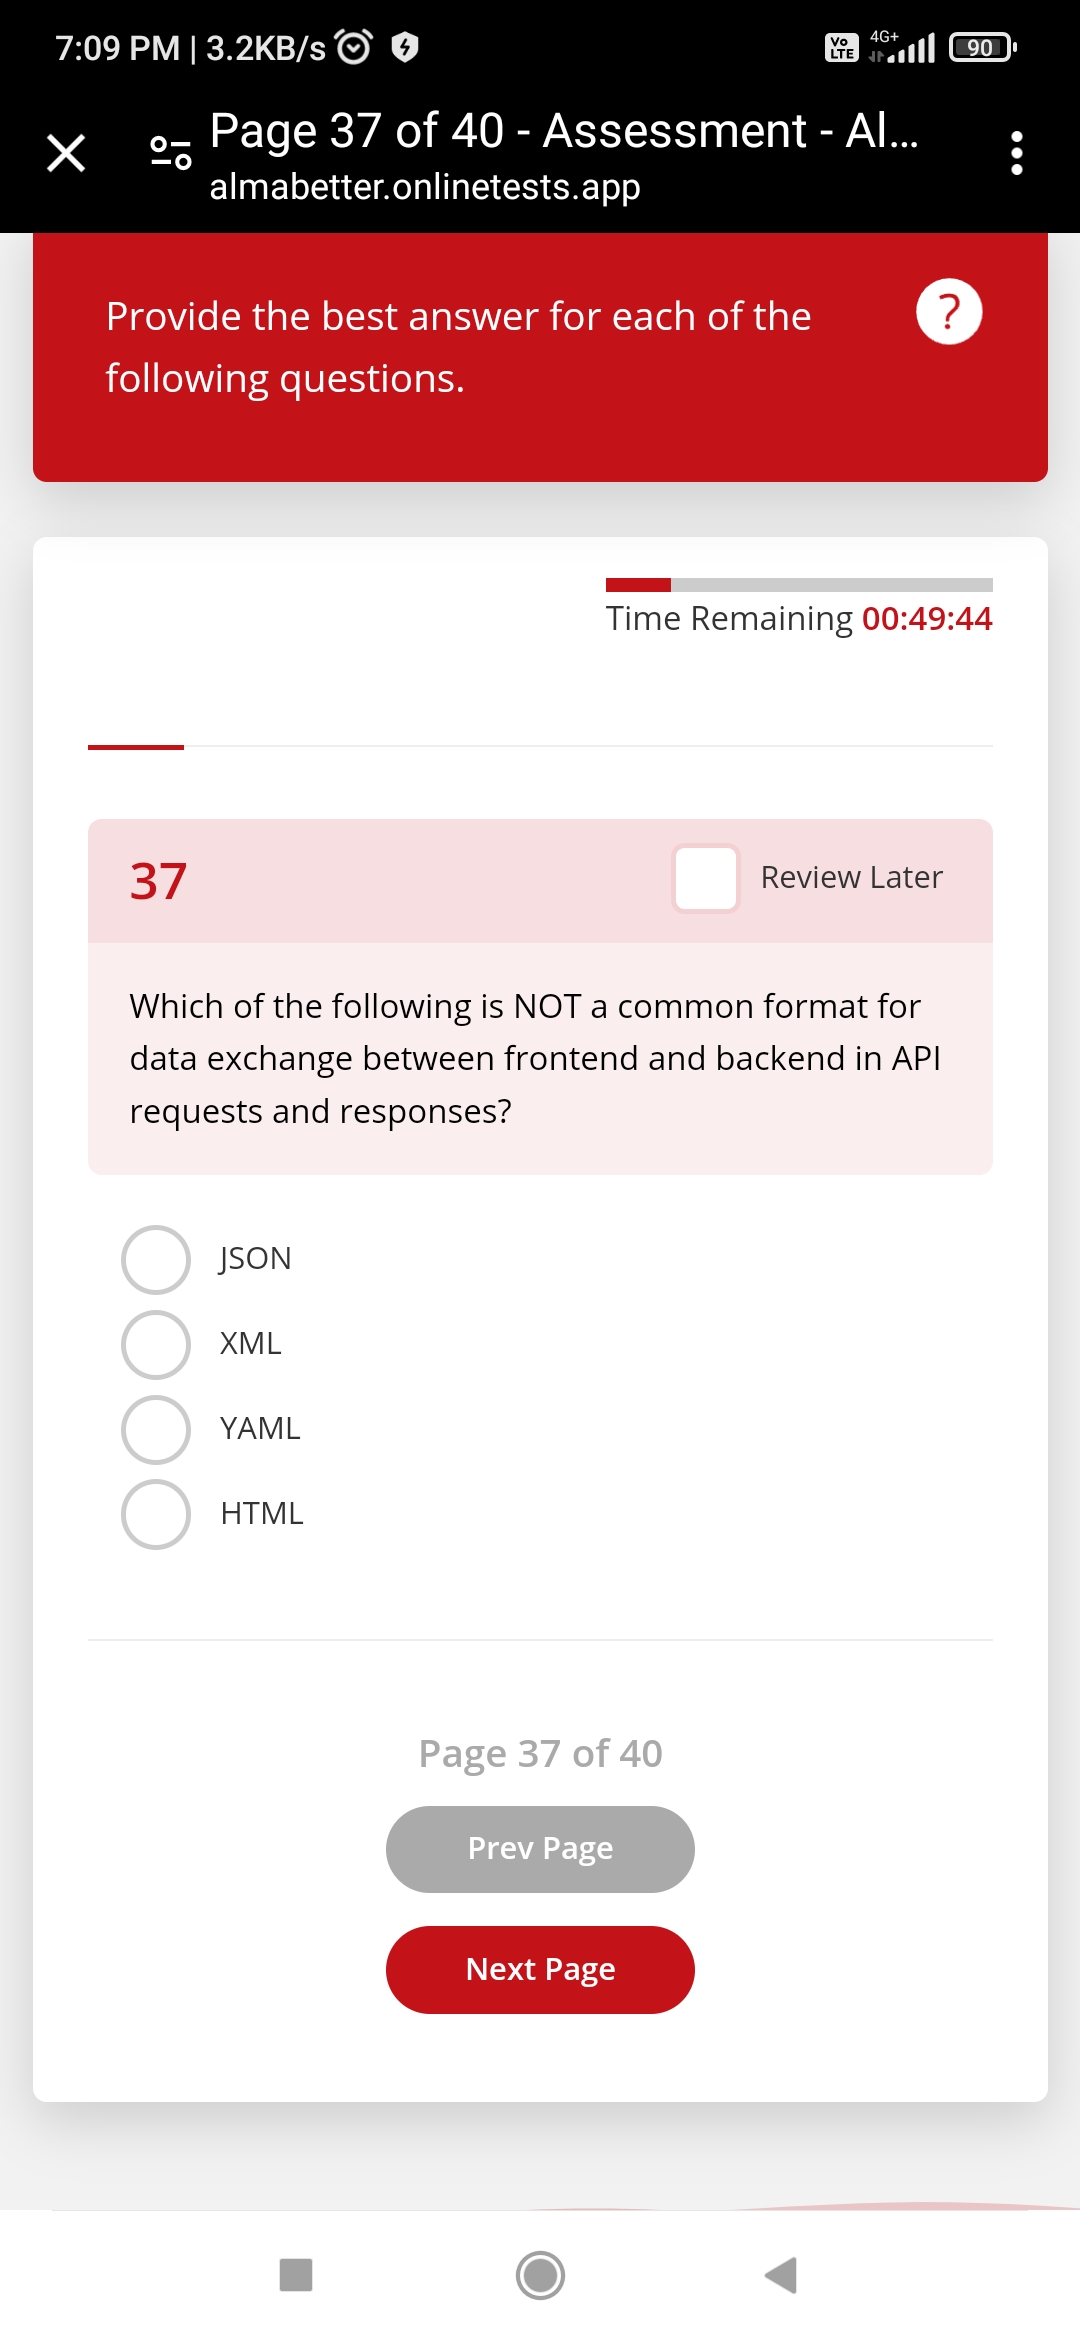 7:09 PM | 3.2KB/s
Vo LTE 4G+ 90
Page 37 of 40 - Assessment - Al...
almabetter.onlinetests.app
Provide the best answer for each of the
following questions.
?
Time Remaining 00:49:44
37
Review Later
Which of the following is NOT a common format for
data exchange between frontend and backend in API
requests and responses?
JSON
XML
YAML
HTML
Page 37 of 40
Prev Page
Next Page